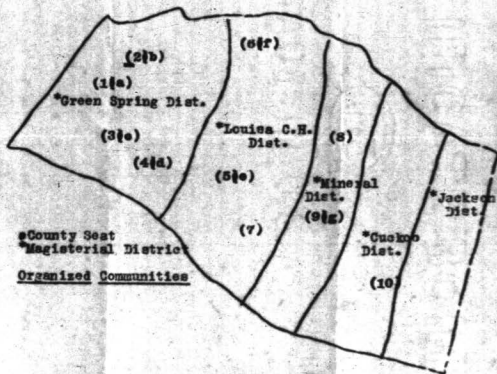 (2&b)
(6&f)
(1&a)
*Green Spring Dist.
(3&c)
*Louisa C.H.
Dist.
(8)
(4&d)
(5&e)
*Mineral
Dist.
*Jackson
Dist.
(9&g)
(7)
*Cuckoo
Dist.
(10)
●County Seat
*Magisterial District
Organized Communities